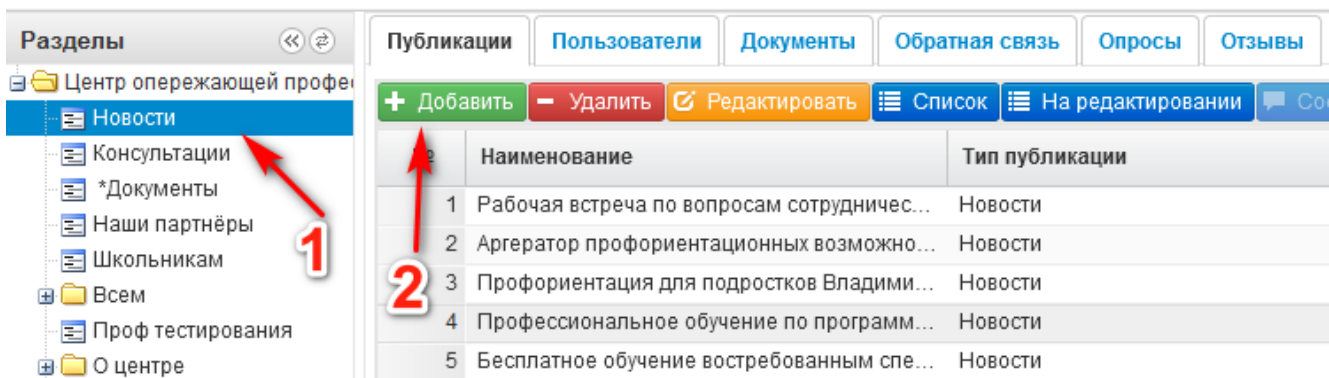 Разделы
Центр опережающей профе
Новости
Консультации
*Документы
Наши партнёры
Школьникам
Всем
Проф тестирования
О центре
1
Публикации Пользователи Документы Обратная связь Опросы Отзывы
Добавить Удалить Редактировать Список На редактировании Со
№ Наименование Тип публикации
1 Рабочая встреча по вопросам сотрудничес... Новости
2 Аргератор профориентационных возможно... Новости
3 Профориентация для подростков Владими... Новости
4 Профессиональное обучение по программ... Новости
5 Бесплатное обучение востребованным спе... Новости
2